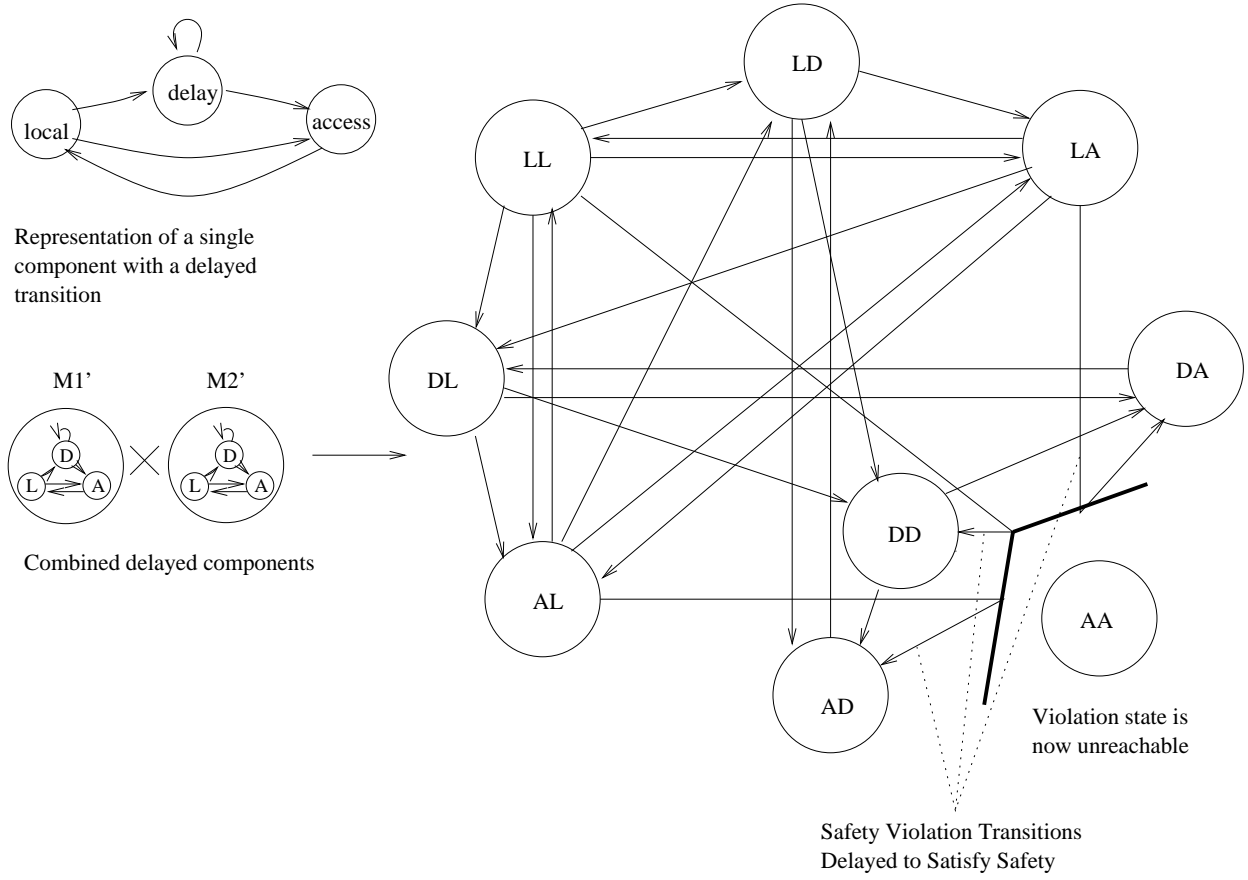 delay
local
access
Representation of a single
component with a delayed
transition
M1’
M2’
D
L
A
D
L
A
Combined delayed components
LD
LL
LA
DL
DA
DD
AL
AA
AD
Violation state is
now unreachable
Safety Violation Transitions
Delayed to Satisfy Safety